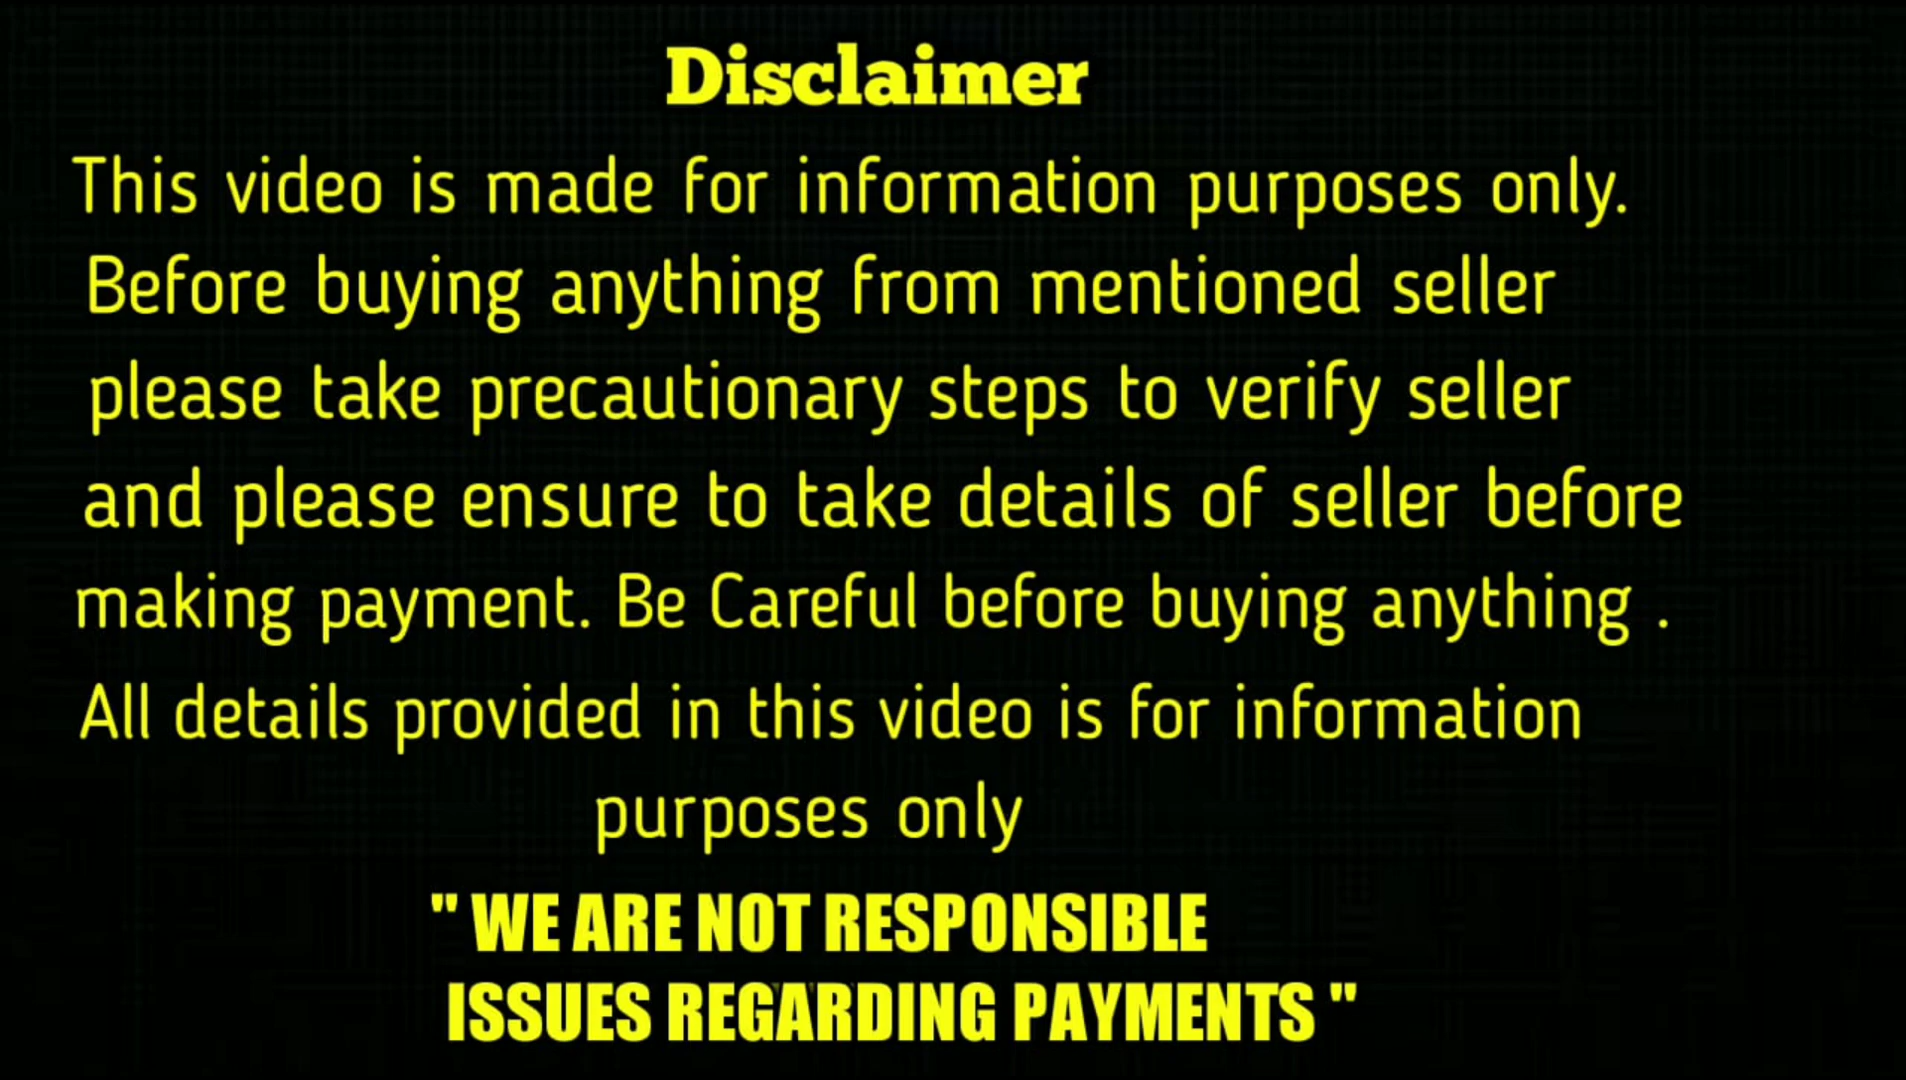 Disclaimer
This video is made for information purposes only.
Before buying anything from mentioned seller
please take precautionary steps to verify seller
and please ensure to take details of seller before
making payment. Be Careful before buying anything .
All details provided in this video is for information
purposes only
" WE ARE NOT RESPONSIBLE
ISSUES REGARDING PAYMENTS "